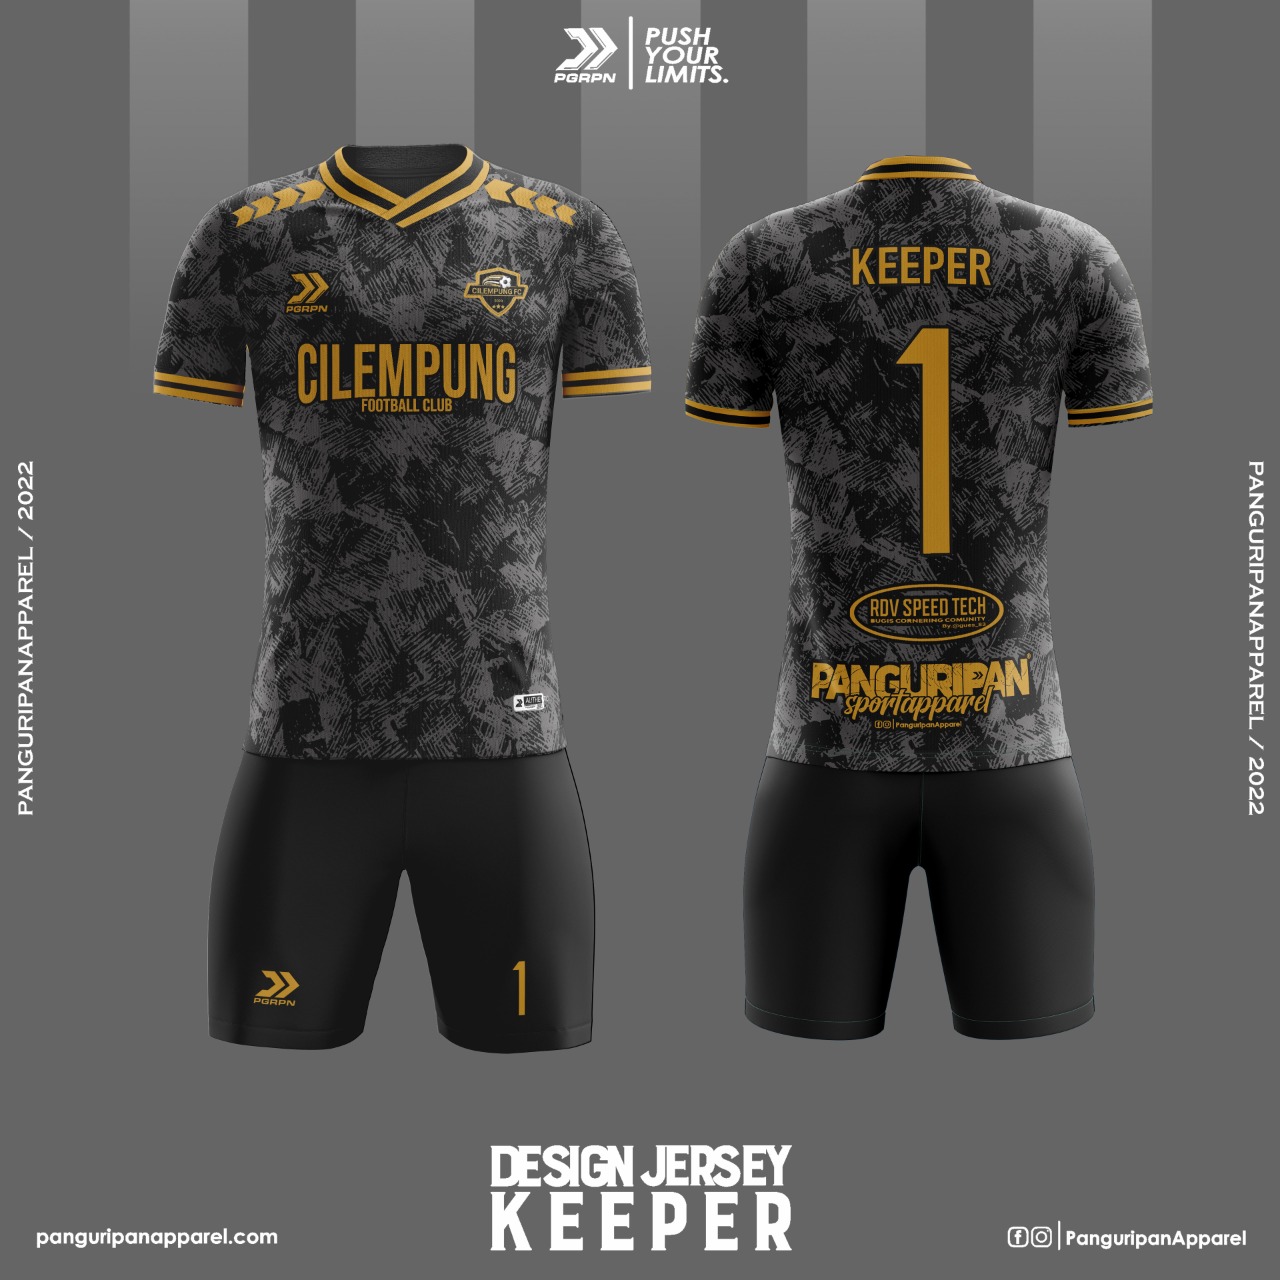 PGRPN
PUSH
YOUR
LIMITS.
PGRPN
CILEMPUNG FC
CILEMPUNG
FOOTBALL CLUB
AUTHE
PGRPN
1
KEEPER
1
RDV SPEED TECH
BUGIS CORNERING COMUNITY
PANGURIPAN
sportapparel
PanguripanApparel
PANGURIPANAPPAREL / 2022
PANGURIPANAPPAREL / 2022
DESIGN JERSEY
KEEPER
panguripanapparel.com
PanguripanApparel